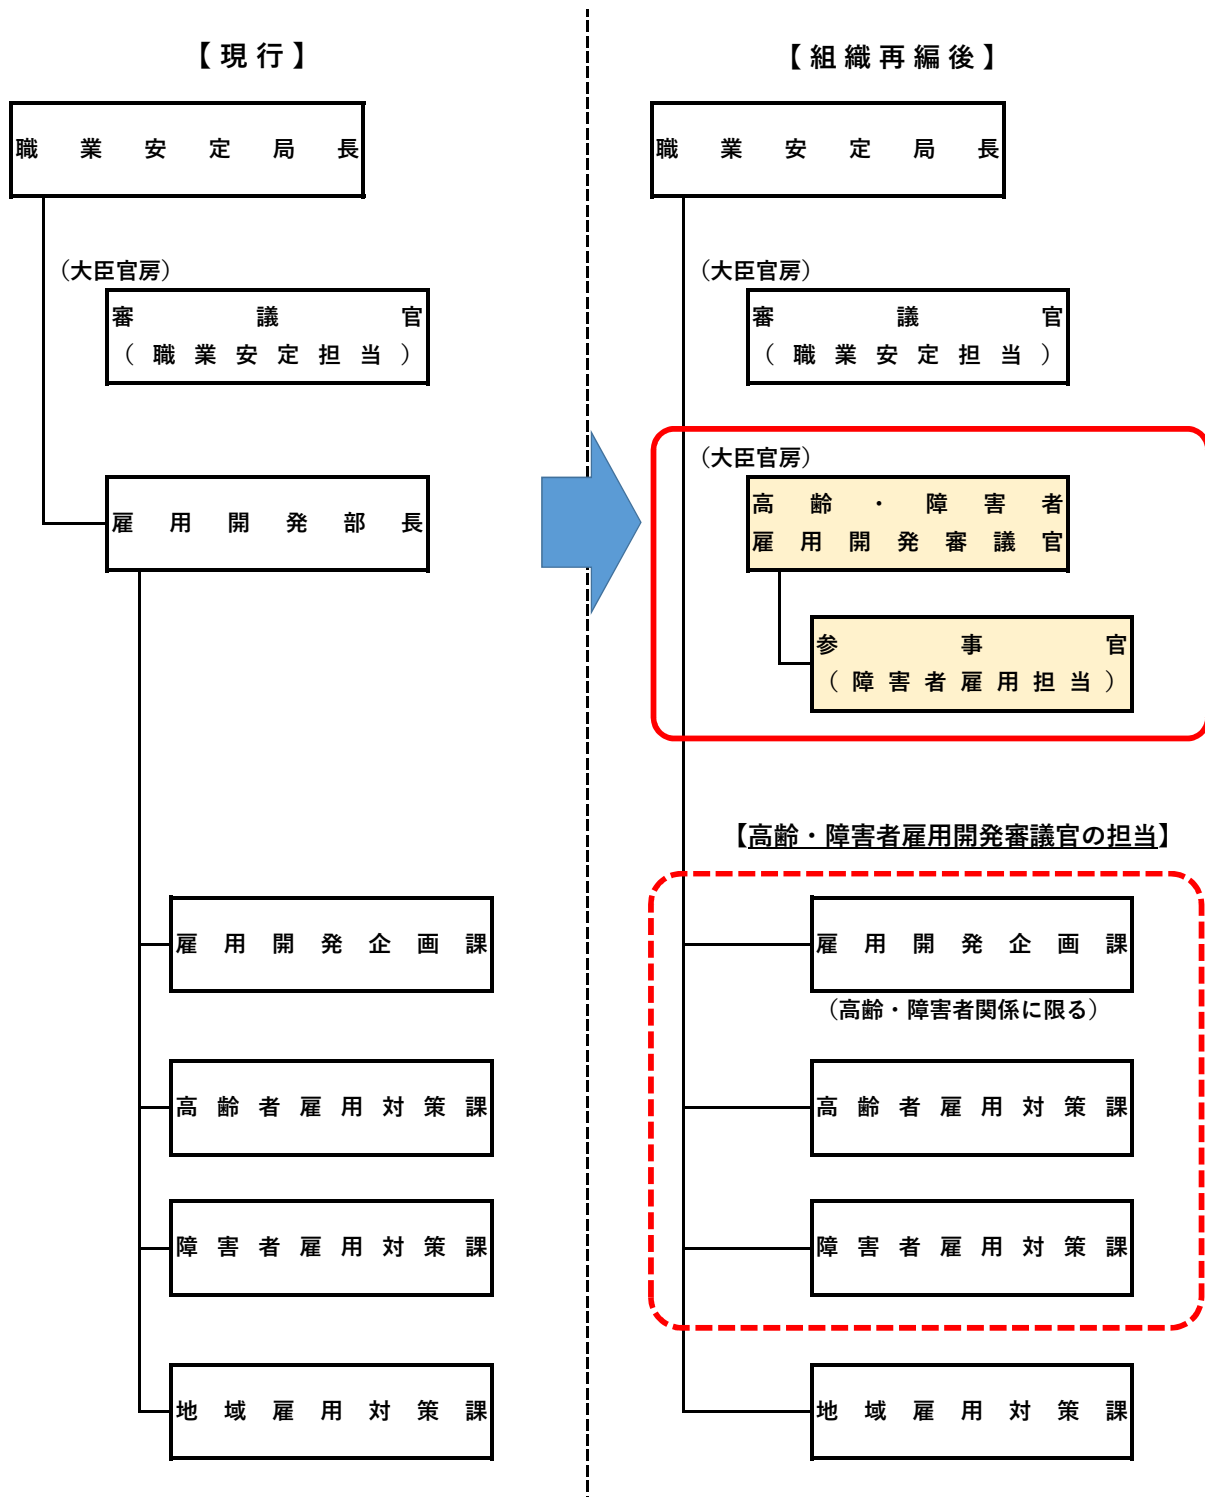 【現行】
職業安定局長
（大臣官房）
審議官
（職業安定担当）
雇用開発部長
雇用開発企画課
高齢者雇用対策課
障害者雇用対策課
地域雇用対策課
【組織再編後】
職業安定局長
（大臣官房）
審議官
（職業安定担当）
（大臣官房）
高齢・障害者
雇用開発審議官
参事官
（障害者雇用担当）
【高齢・障害者雇用開発審議官の担当】
雇用開発企画課
（高齢・障害者関係に限る）
高齢者雇用対策課
障害者雇用対策課
地域雇用対策課